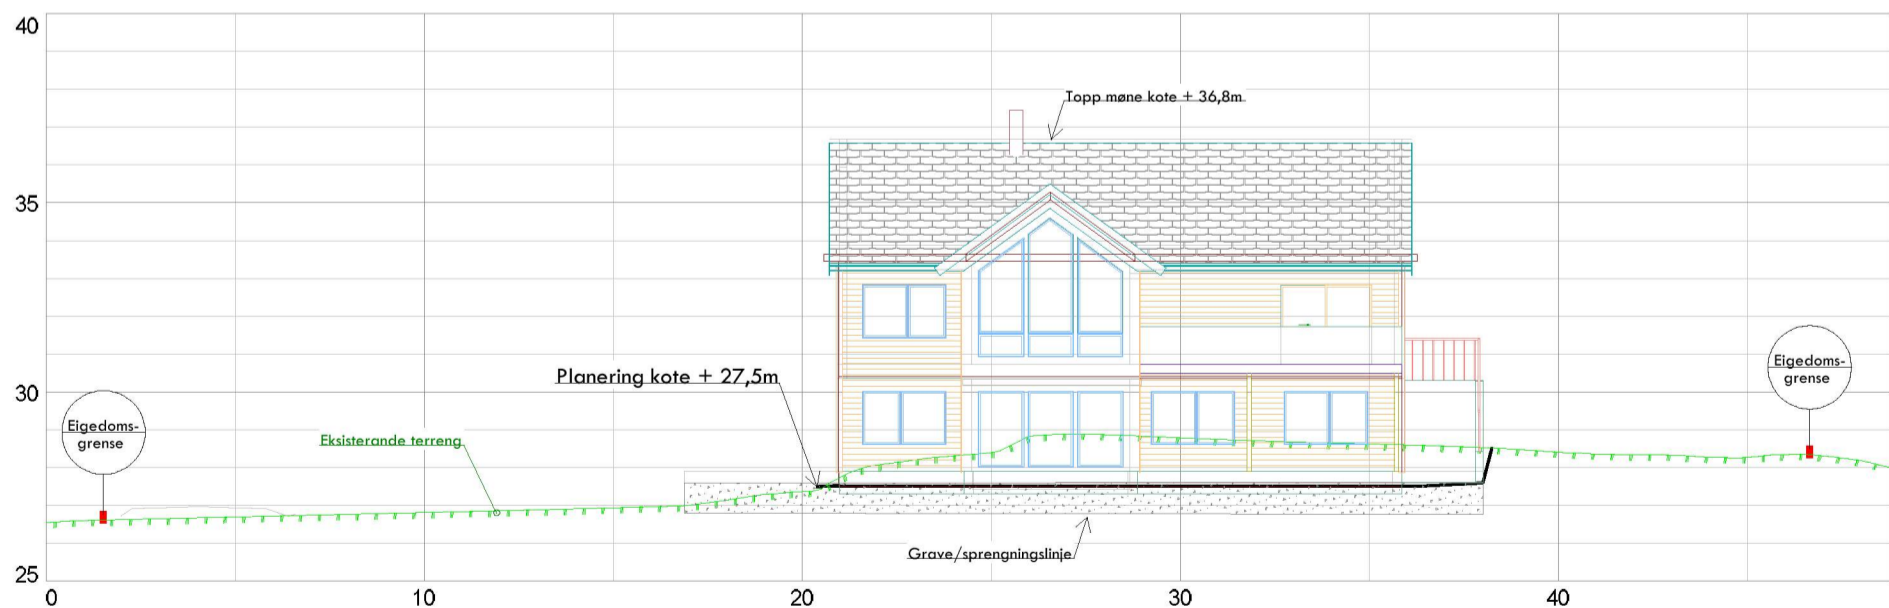 40
Topp møne kote + 36,8m
35
Planering kote + 27,5m
30
Eigedoms-
grense
Eigedoms-
grense
Eksisterande terreng
Grave/sprengningslinje
25
0
10
20
30
40